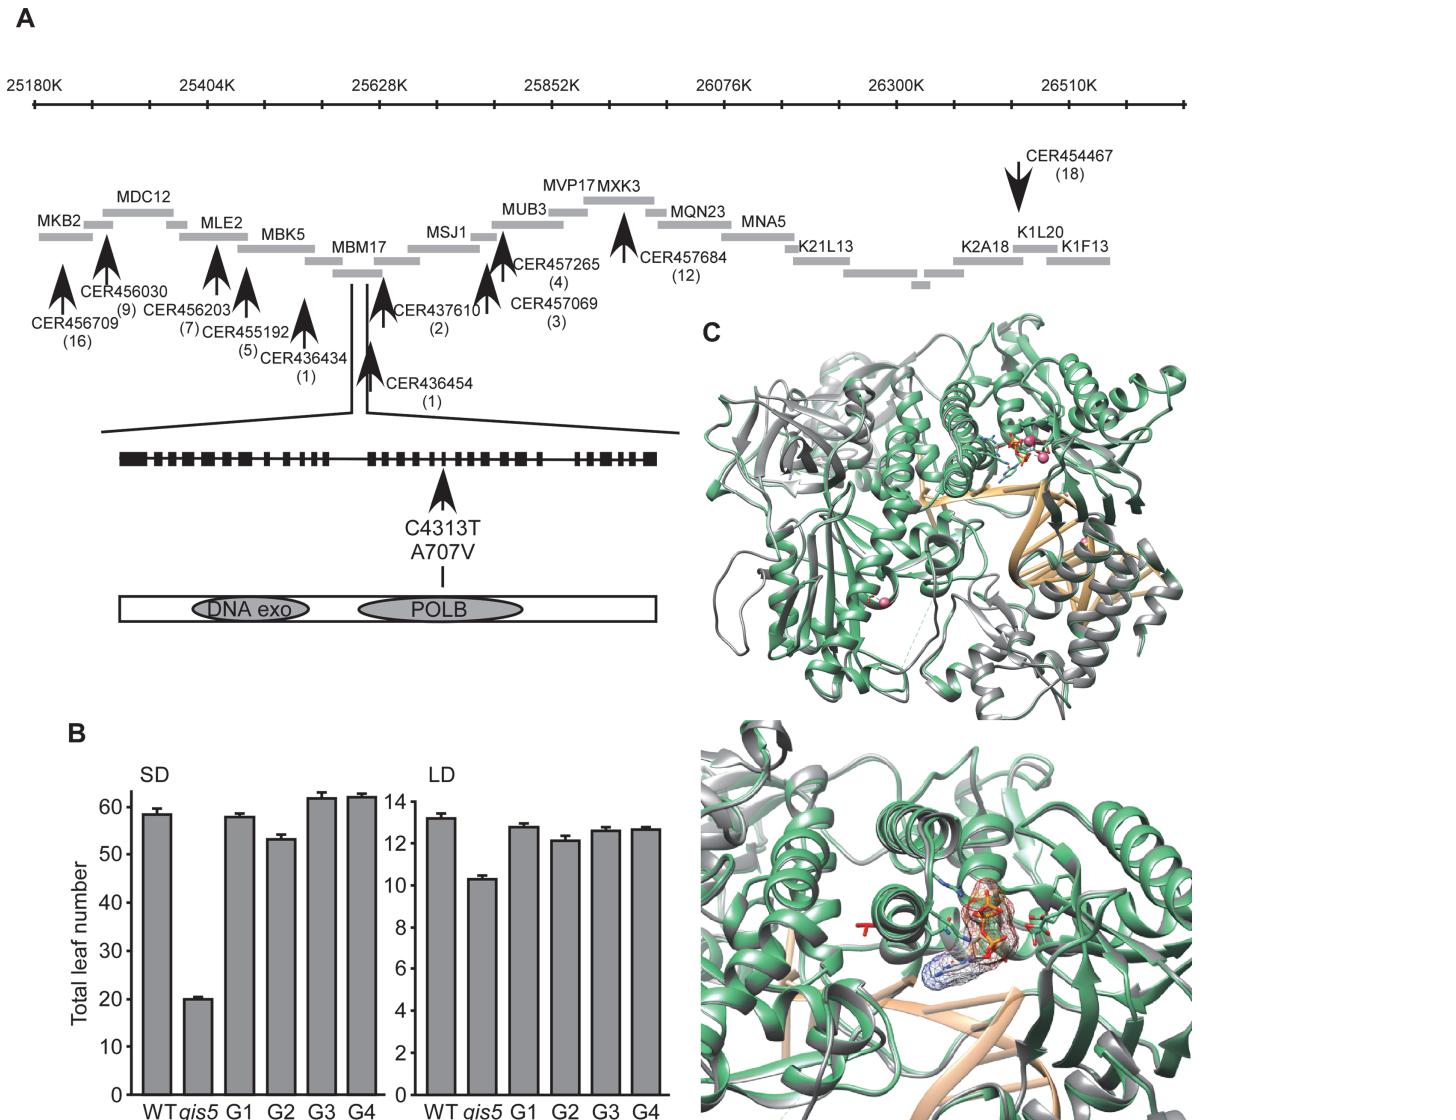 A
25180K 25404K 25628K 25852K 26076K 26300K 26510K
CER454467
(18)
MVP17 MXK3
MDC12
MKB2 MLE2 MUB3 MQN23 MNA5
MBK5 MBM17 MSJ1 K21L13 K2A18 K1L20 K1F13
CER457265
(4)
CER457684
(12)
CER456030
(9)
CER456203
(7)
CER437610
(2)
CER457069
(3)
CER456709
(16)
CER455192
(5)
CER436434
(1)
CER436454
(1)
C4313T
A707V
DNA exo POLB
C
B
SD LD
Total leaf number
60
50
40
30
20
10
0
WT gis5 G1 G2 G3 G4
14
12
10
8
6
4
2
0
WT gis5 G1 G2 G3 G4